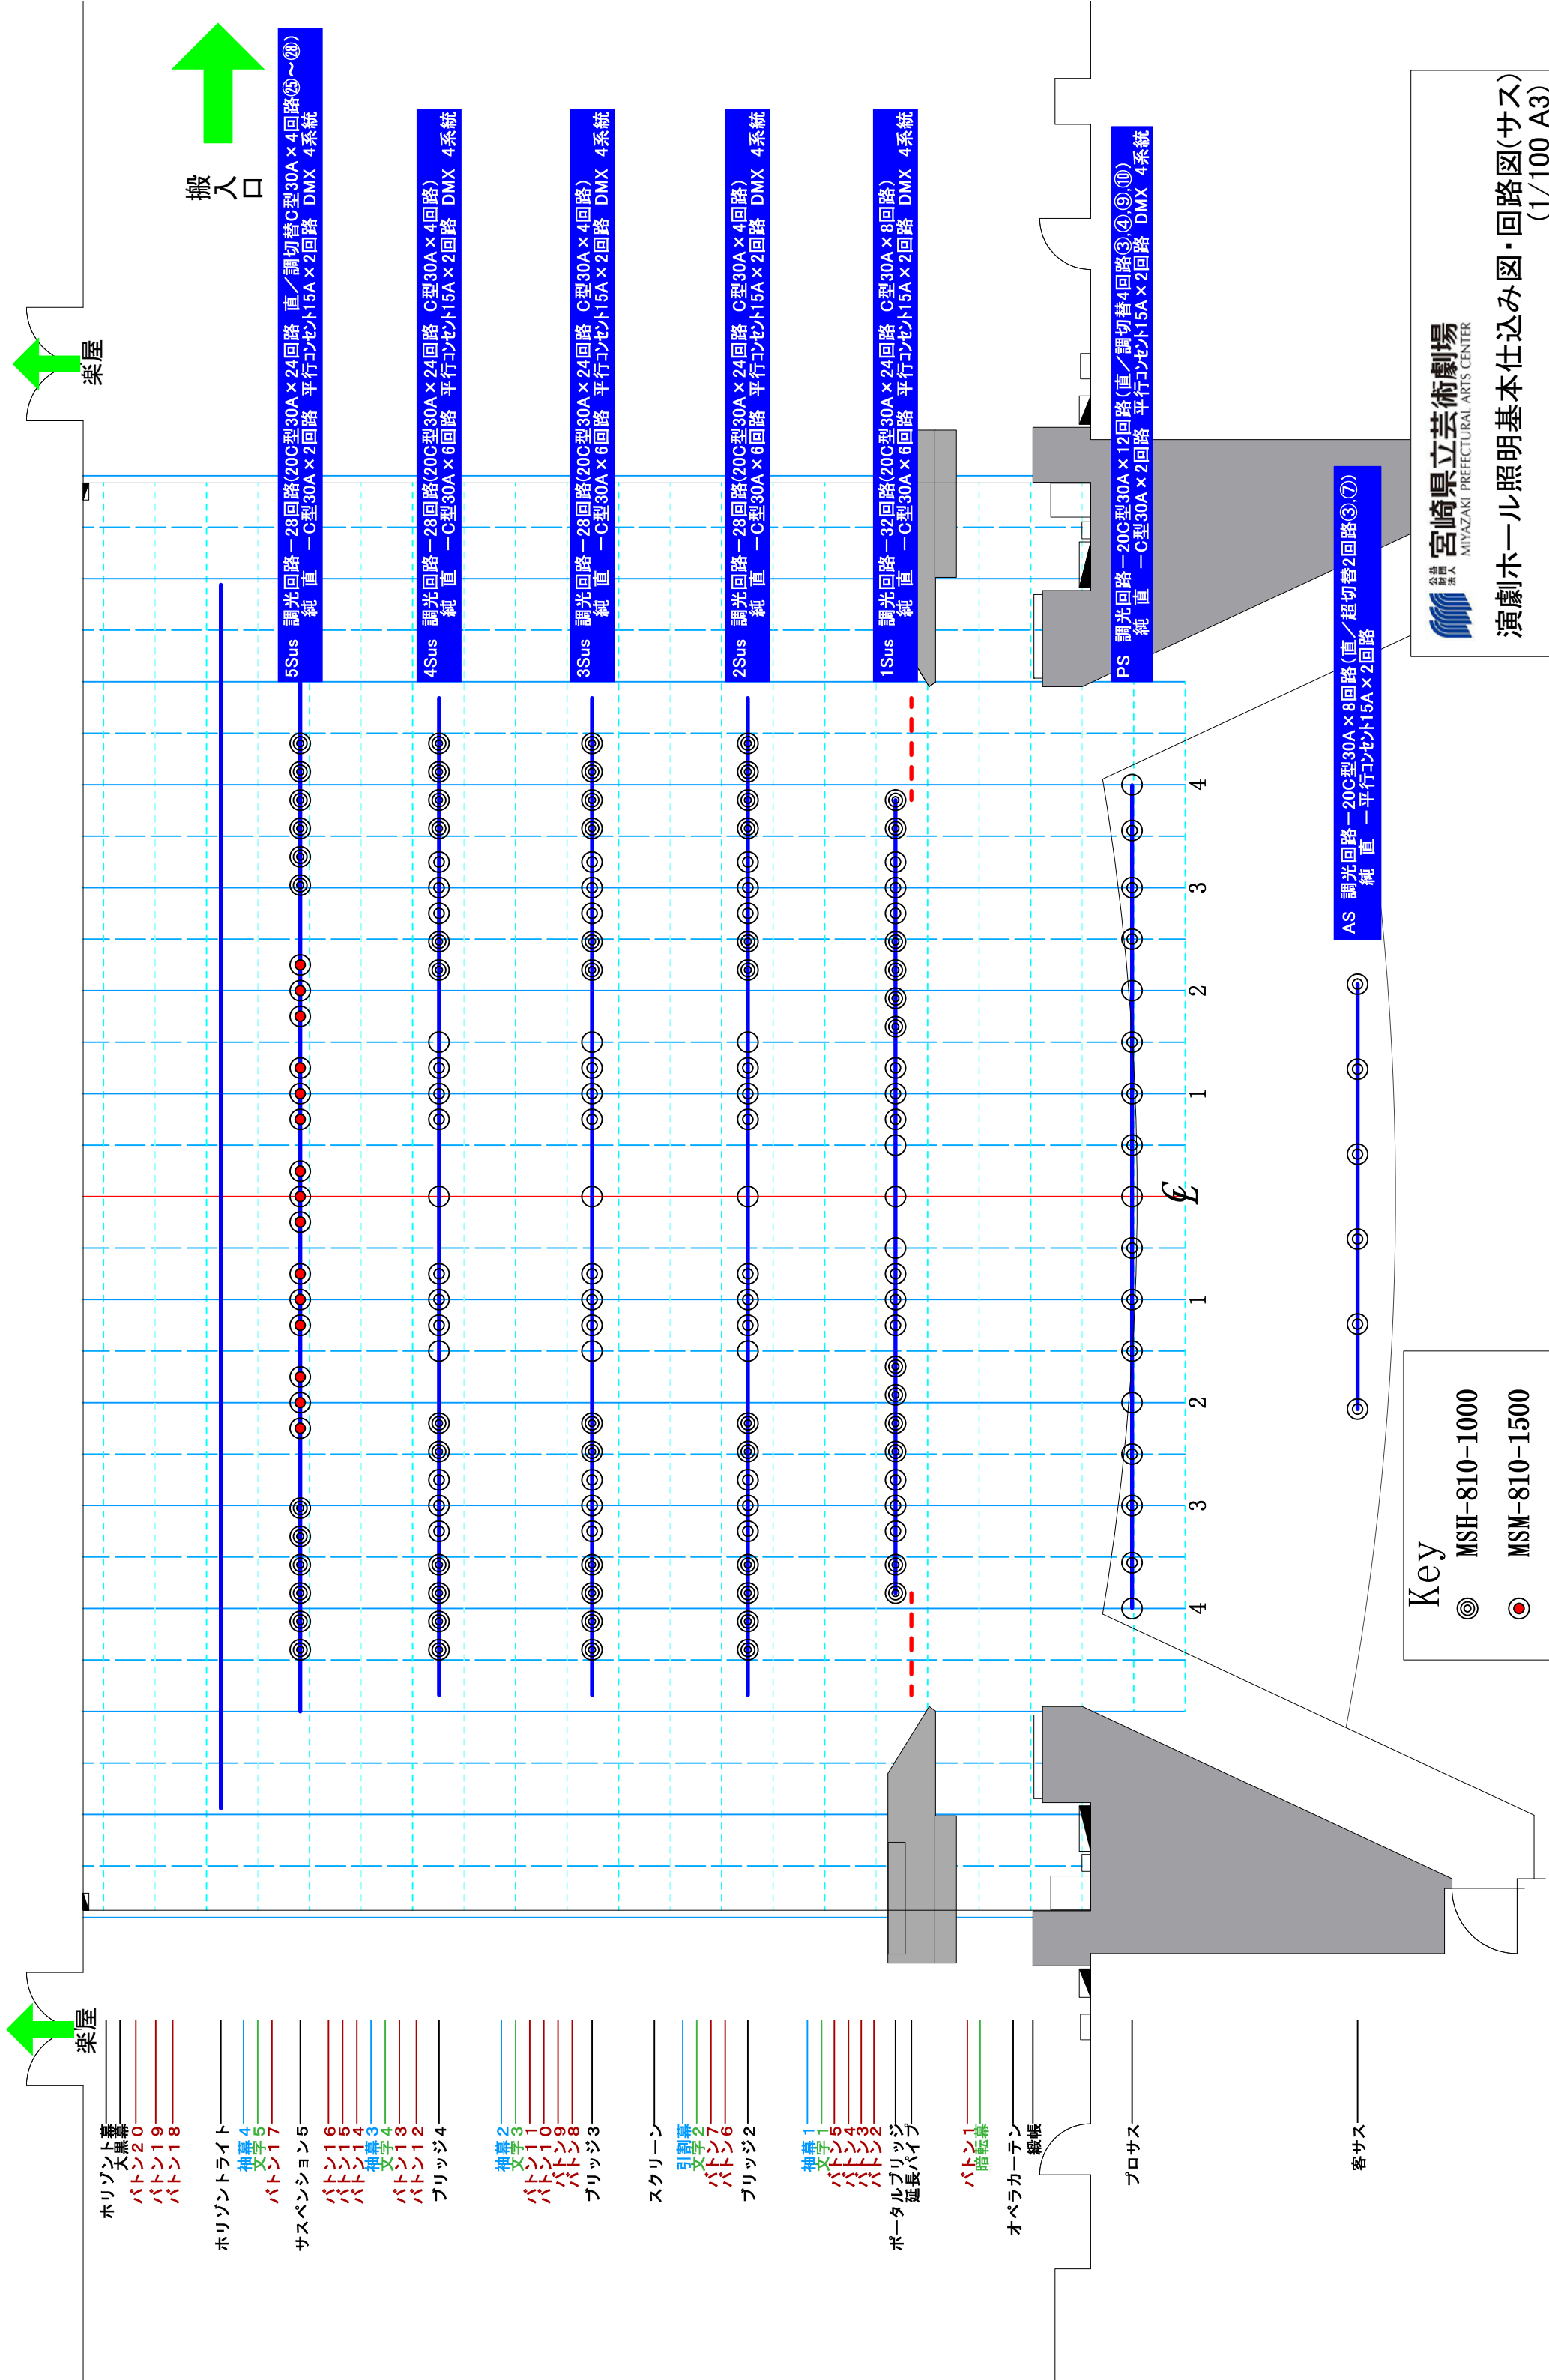 搬入口
楽屋
5Sus 調光回路－28回路(20C型30A×24回路 直／調切替C型30A×4回路㉕～㉘)
純 直 －C型30A×2回路 平行コンセント15A×2回路 DMX 4系統
4Sus 調光回路－28回路(20C型30A×24回路 C型30A×4回路)
純 直 －C型30A×6回路 平行コンセント15A×2回路 DMX 4系統
3Sus 調光回路－28回路(20C型30A×24回路 C型30A×4回路)
純 直 －C型30A×6回路 平行コンセント15A×2回路 DMX 4系統
2Sus 調光回路－28回路(20C型30A×24回路 C型30A×4回路)
純 直 －C型30A×6回路 平行コンセント15A×2回路 DMX 4系統
1Sus 調光回路－32回路(20C型30A×24回路 C型30A×8回路)
純 直 －C型30A×6回路 平行コンセント15A×2回路 DMX 4系統
PS 調光回路－20C型30A×12回路(直／調切替4回路③,④,⑨,⑩)
純 直 －C型30A×2回路 平行コンセント15A×2回路 DMX 4系統
AS 調光回路－20C型30A×8回路(直／超切替2回路③,⑦)
純 直 －平行コンセント15A×2回路
4
3
2
1
℄
1
2
3
4
楽屋
ホリゾント幕
大黒幕
バトン２０
バトン１９
バトン１８
ホリゾントライト
袖幕４
文字５
バトン１７
サスペンション５
バトン１６
バトン１５
バトン１４
袖幕３
文字４
バトン１３
バトン１２
ブリッジ４
袖幕２
文字３
バトン１１
バトン１０
バトン９
バトン８
ブリッジ３
スクリーン
引割幕
文字２
バトン７
バトン６
ブリッジ２
袖幕１
文字１
バトン５
バトン４
バトン３
バトン２
ポータルブリッジ
延長パイプ
バトン１
暗転幕
オペラカーテン
緞帳
プロサス
客サス
Key
MSH-810-1000
MSM-810-1500
公益財団法人 宮崎県立芸術劇場
MIYAZAKI PREFECTURAL ARTS CENTER
演劇ホール照明基本仕込み図・回路図(サス)
(1/100 A3)